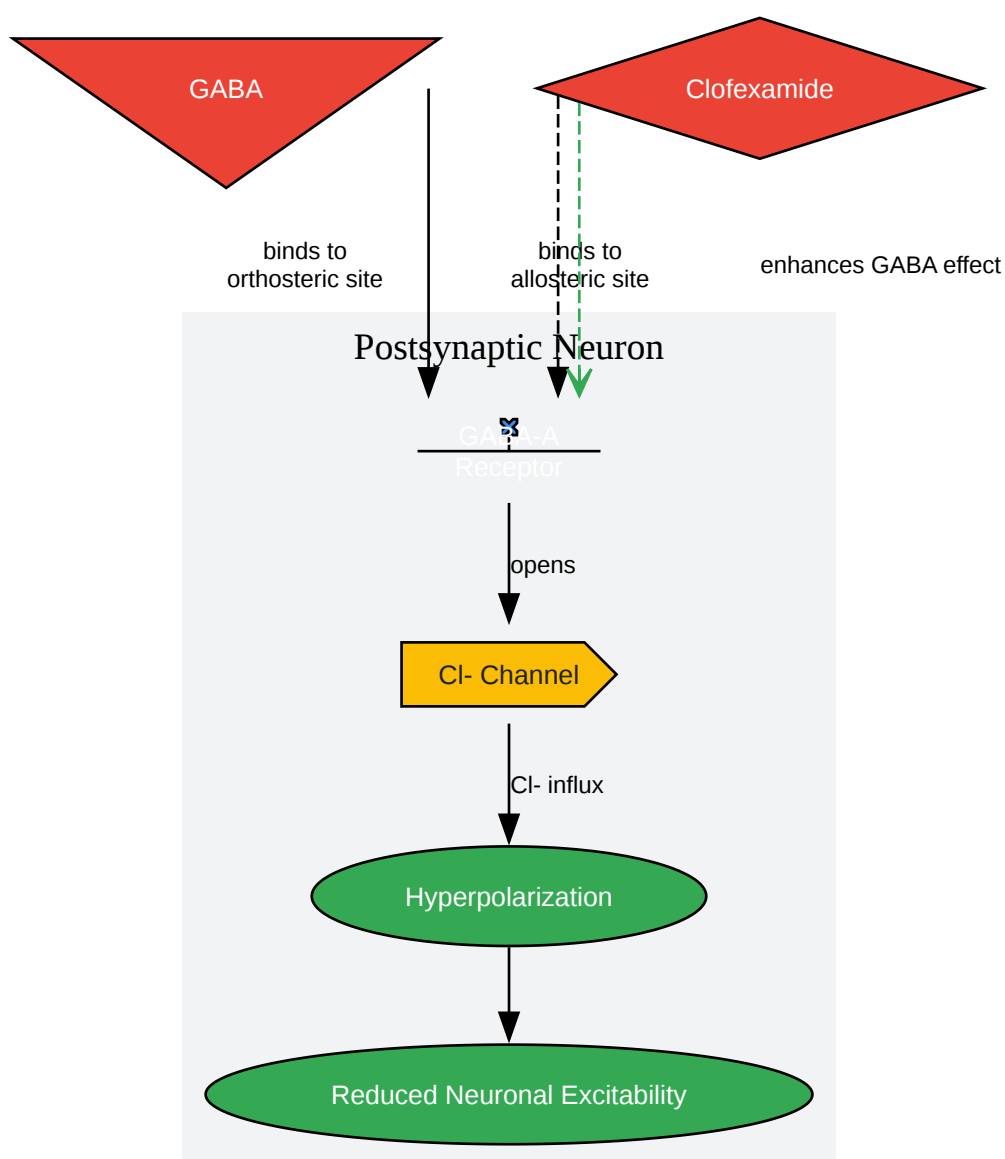 GABA
Clofexamide
binds to
orthosteric site
binds to
allosteric site
enhances GABA effect
Postsynaptic Neuron
GABA-A
Receptor
opens
Cl- Channel
Cl- influx
Hyperpolarization
Reduced Neuronal Excitability